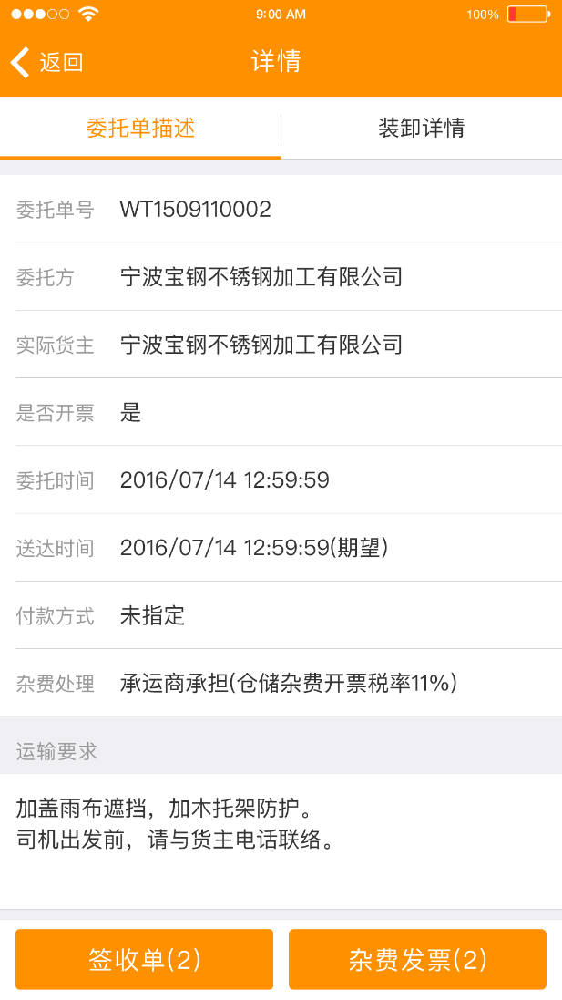 9:00 AM
100%
返回
详情
委托单描述
装卸详情
委托单号 WT1509110002
委托方 宁波宝钢不锈钢加工有限公司
实际货主 宁波宝钢不锈钢加工有限公司
是否开票 是
委托时间 2016/07/14 12:59:59
送达时间 2016/07/14 12:59:59(期望)
付款方式 未指定
杂费处理 承运商承担(仓储杂费开票税率11%)
运输要求
加盖雨布遮挡，加木托架防护。
司机出发前，请与货主电话联络。
签收单(2)
杂费发票(2)